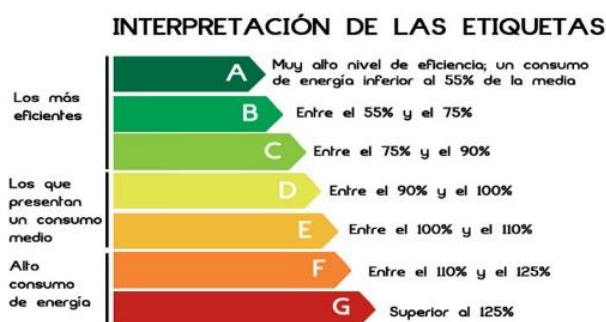 INTERPRETACIÓN DE LAS ETIQUETAS
Los más
eficientes
A
Muy alto nivel de eficiencia; un consumo
de energía inferior al 55% de la media
B
Entre el 55% y el 75%
C
Entre el 75% y el 90%
Los que
presentan
un consumo
medio
D
Entre el 90% y el 100%
E
Entre el 100% y el 110%
Alto
consumo
de energía
F
Entre el 110% y el 125%
G
Superior al 125%